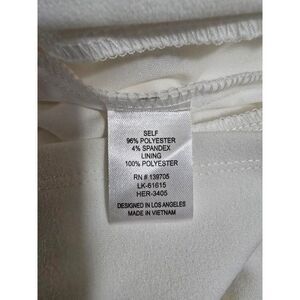 SELF
96% POLYESTER
4% SPANDEX
LINING
100% POLYESTER
RN # 139705
LK-61615
HER-3405
DESIGNED IN LOS ANGELES
MADE IN VIETNAM